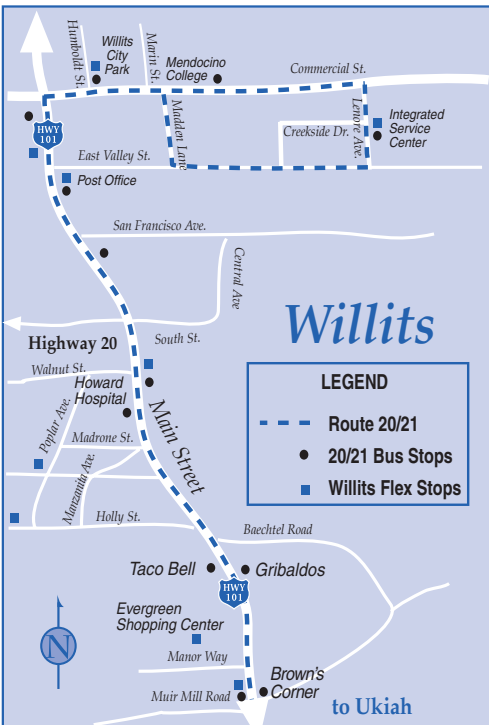 Humboldt St.
Willits
City
Park
Marin St.
Mendocino
College
Commercial St.
HWY
101
Madden Lane
Creekside Dr.
Lenore Ave.
Integrated
Service
Center
East Valley St.
Post Office
San Francisco Ave.
Central Ave
Willits
Highway 20
South St.
Walnut St.
Howard
Hospital
Main Street
Poplar Ave.
Madrone St.
Manzanita Ave.
Holly St.
LEGEND
Route 20/21
20/21 Bus Stops
Willits Flex Stops
Baechtel Road
Taco Bell
Gribaldos
HWY
101
Evergreen
Shopping Center
N
Manor Way
Muir Mill Road
Brown's
Corner
to Ukiah